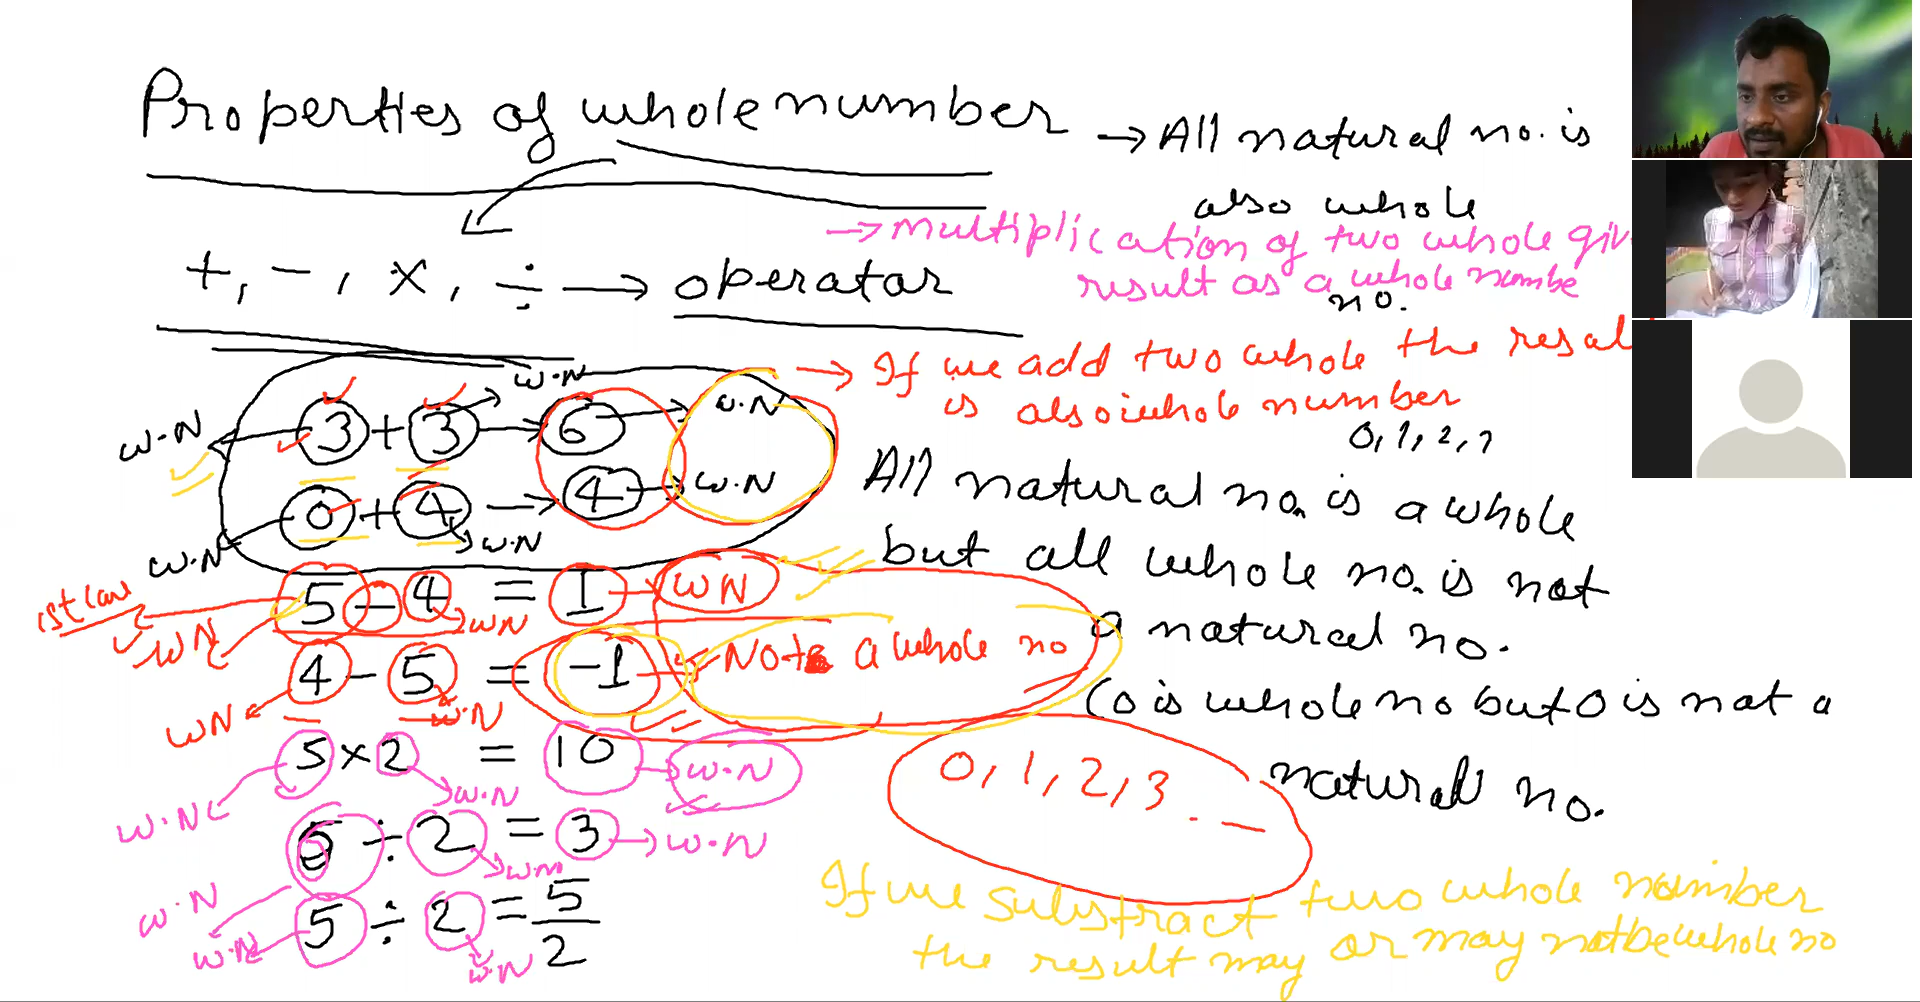 Properties of whole number
→ All natural no. is
also whole
no.
+, −, ×, ÷ → operator
→ multiplication of two whole giv
result as a whole numbe
→ If we add two whole the resul
is also whole number
0, 1, 2, 
W.N
W.N 3 + 3 → 6 → W.N
W.N 0 + 4 → 4 → W.N
W.N
All natural no. is a whole
but all whole no. is not
a natural no.
(0 is whole no but 0 is not a
natural no.
1st law WN 5 − 4 = 1 → WN
WN
WN 4 − 5 = −1 → Not a whole no
W.N
W.N 5 × 2 = 10 → W.N
W.N
0, 1, 2, 3 . —
W.N ÷ 2 = 3 → W.N
W.N 5 ÷ 2 = 5/2
W.N
If we substract two whole number
the result may or may not be whole no